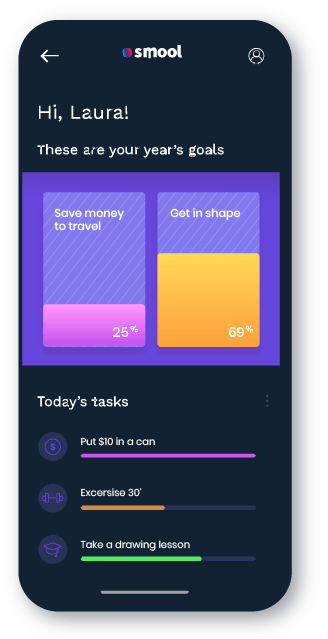 smool
Hi, Laura!
These are your year's goals
Save money
to travel
Get in shape
25%
69%
Today's tasks
$
Put $10 in a can
Excersise 30'
Take a drawing lesson